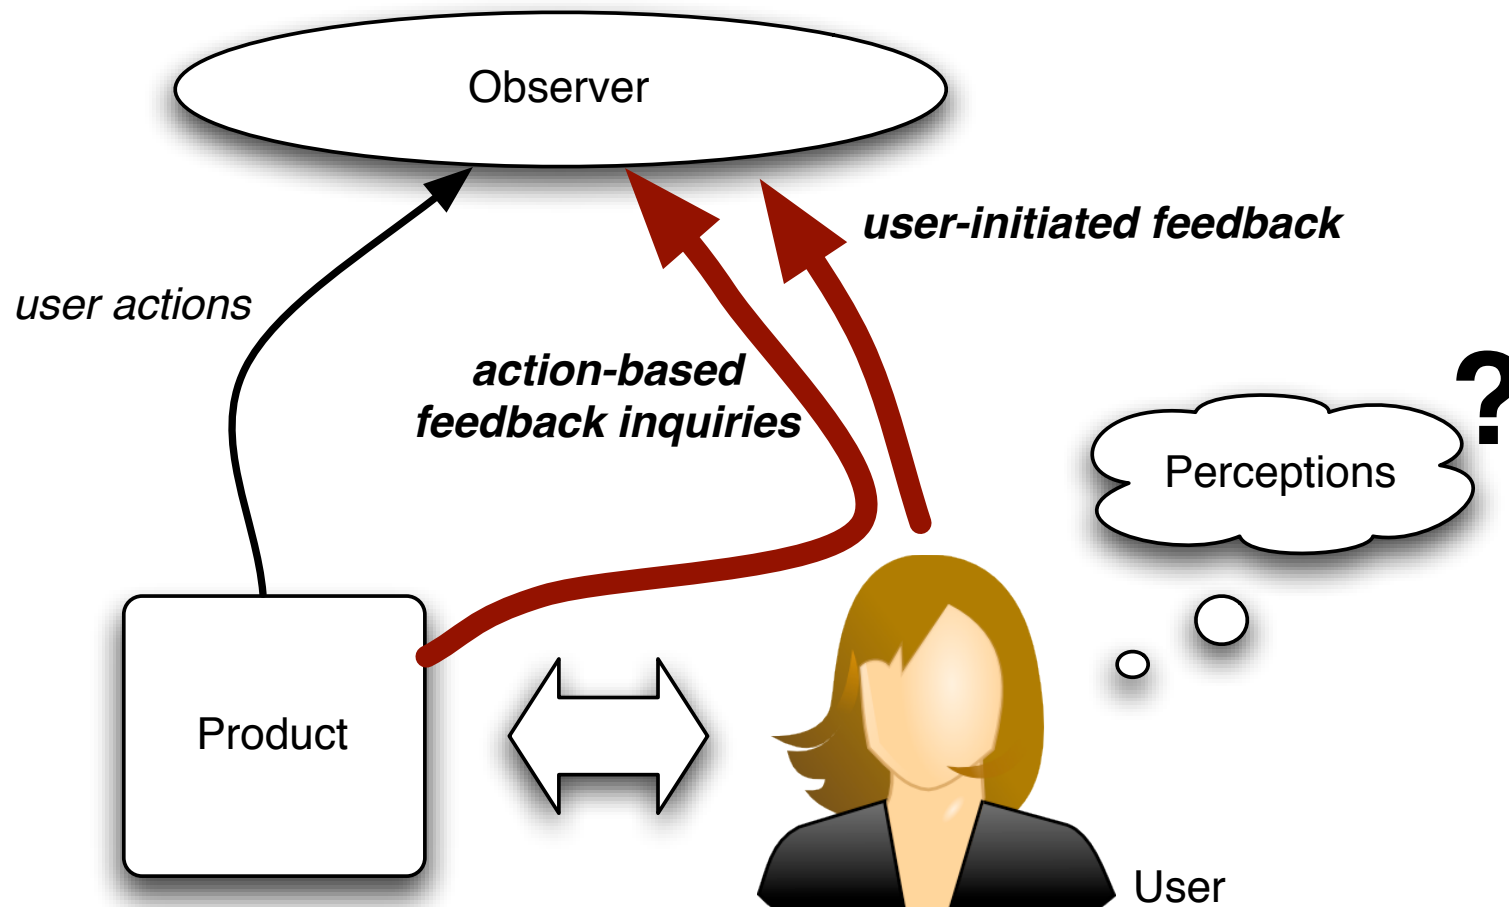 Observer
user-initiated feedback
user actions
action-based
feedback inquiries
?
Perceptions
Product
User